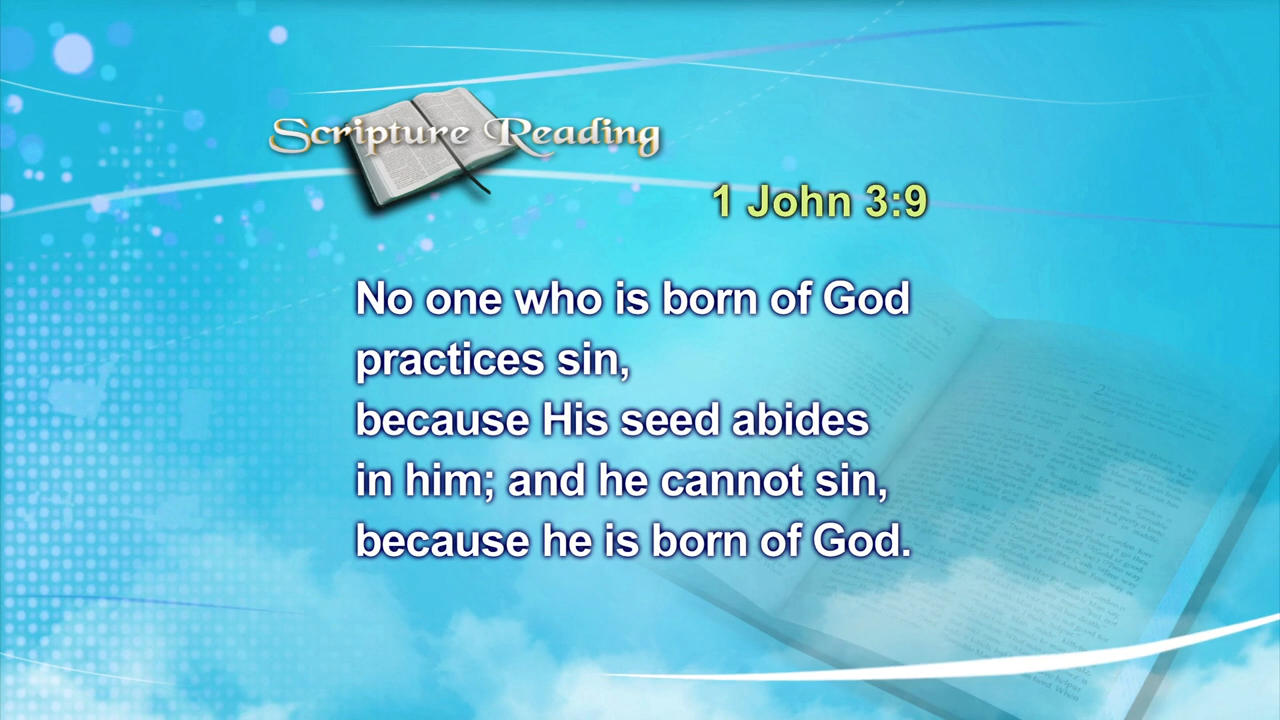 Scripture Reading
1 John 3:9
No one who is born of God
practices sin,
because His seed abides
in him; and he cannot sin,
because he is born of God.